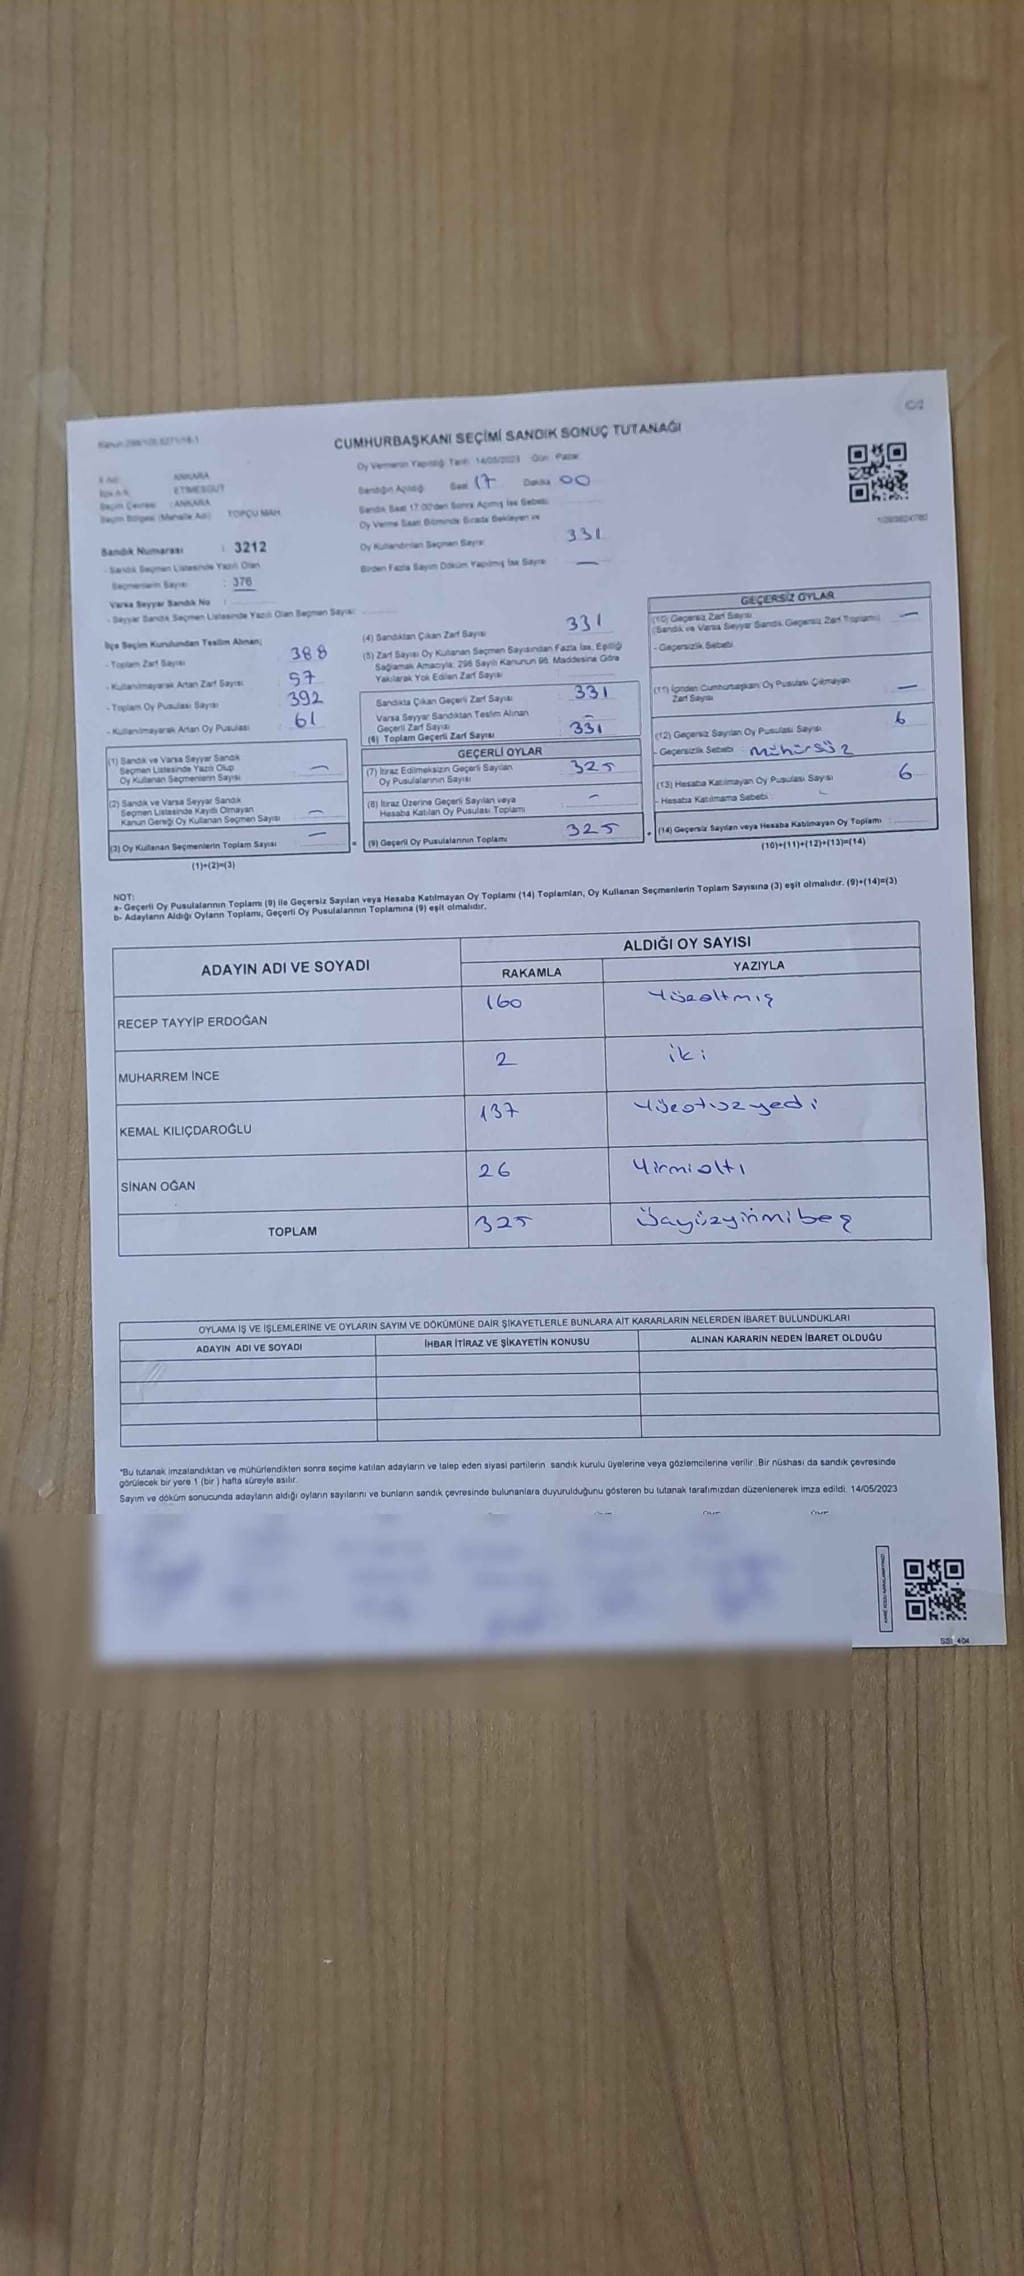 Kanun:298/105,6271/16-1
C/2
CUMHURBAŞKANI SEÇİMİ SANDIK SONUÇ TUTANAĞI
İl Adı ANKARA
İlçe Adı ETİMESGUT
Seçim Çevresi : ANKARA
Seçim Bölgesi (Mahalle Adı) TOPÇU MAH.
Sandık Numarası : 3212
- Sandık Seçmen Listesinde Yazılı Olan
Seçmenlerin Sayısı : 376
Varsa Seyyar Sandık No :
- Seyyar Sandık Seçmen Listesinde Yazılı Olan Seçmen Sayısı
Oy Vermenin Yapıldığı Tarih 14/05/2023 Gün Pazar
Sandığın Açıldığı Saat 17 Dakika 00
Sandık Saat 17.00'den Sonra Açılmış İse Sebebi
Oy Verme Saati Bitiminde Sırada Bekleyen ve
Oy Kullandırılan Seçmen Sayısı 331
Birden Fazla Sayım Döküm Yapılmış İse Sayısı —
İlçe Seçim Kurulundan Teslim Alınan;
- Toplam Zarf Sayısı 388
- Kullanılmayarak Artan Zarf Sayısı 57
- Toplam Oy Pusulası Sayısı 392
- Kullanılmayarak Artan Oy Pusulası 61
(1) Sandık ve Varsa Seyyar Sandık
Seçmen Listesinde Yazılı Olup
Oy Kullanan Seçmenlerin Sayısı —
(2) Sandık ve Varsa Seyyar Sandık
Seçmen Listesinde Kayıtlı Olmayan
Kanun Gereği Oy Kullanan Seçmen Sayısı —
(3) Oy Kullanan Seçmenlerin Toplam Sayısı —
(1)+(2)=(3)
(4) Sandıktan Çıkan Zarf Sayısı 331
(5) Zarf Sayısı Oy Kullanan Seçmen Sayısından Fazla İse, Eşitliği
Sağlamak Amacıyla; 298 Sayılı Kanunun 98. Maddesine Göre
Yakılarak Yok Edilen Zarf Sayısı
Sandıkta Çıkan Geçerli Zarf Sayısı 331
Varsa Seyyar Sandıktan Teslim Alınan
Geçerli Zarf Sayısı —
(6) Toplam Geçerli Zarf Sayısı 331
GEÇERLİ OYLAR
(7) İtiraz Edilmeksizin Geçerli Sayılan
Oy Pusulalarının Sayısı 325
(8) İtiraz Üzerine Geçerli Sayılan veya
Hesaba Katılan Oy Pusulası Toplamı —
(9) Geçerli Oy Pusulalarının Toplamı 325
GEÇERSİZ OYLAR
(10) Geçersiz Zarf Sayısı
(Sandık ve Varsa Seyyar Sandık Geçersiz Zarf Toplamı) —
- Geçersizlik Sebebi
(11) İçinden Cumhurbaşkanı Oy Pusulası Çıkmayan
Zarf Sayısı —
(12) Geçersiz Sayılan Oy Pusulası Sayısı 6
- Geçersizlik Sebebi : Mühürsüz
(13) Hesaba Katılmayan Oy Pusulası Sayısı 6
- Hesaba Katılmama Sebebi
(14) Geçersiz Sayılan veya Hesaba Katılmayan Oy Toplamı
(10)+(11)+(12)+(13)=(14)
NOT:
a- Geçerli Oy Pusulalarının Toplamı (9) ile Geçersiz Sayılan veya Hesaba Katılmayan Oy Toplamı (14) Toplamları, Oy Kullanan Seçmenlerin Toplam Sayısına (3) eşit olmalıdır. (9)+(14)=(3)
b- Adayların Aldığı Oyların Toplamı, Geçerli Oy Pusulalarının Toplamına (9) eşit olmalıdır.
ADAYIN ADI VE SOYADI ALDIĞI OY SAYISI
RAKAMLA YAZIYLA
RECEP TAYYİP ERDOĞAN 160 Yüzaltmış
MUHARREM İNCE 2 iki
KEMAL KILIÇDAROĞLU 137 Yüzotuzyedi
SİNAN OĞAN 26 Yirmialtı
TOPLAM 325 Üçyüzyirmibeş
OYLAMA İŞ VE İŞLEMLERİNE VE OYLARIN SAYIM VE DÖKÜMÜNE DAİR ŞİKAYETLERLE BUNLARA AİT KARARLARIN NELERDEN İBARET BULUNDUKLARI
ADAYIN ADI VE SOYADI İHBAR İTİRAZ VE ŞİKAYETİN KONUSU ALINAN KARARIN NEDEN İBARET OLDUĞU
*Bu tutanak imzalandıktan ve mühürlendikten sonra seçime katılan adayların ve talep eden siyasi partilerin sandık kurulu üyelerine veya gözlemcilerine verilir. Bir nüshası da sandık çevresinde
görülecek bir yere 1 (bir) hafta süreyle asılır.
Sayım ve döküm sonucunda adayların aldığı oyların sayılarını ve bunların sandık çevresinde bulunanlara duyurulduğunu gösteren bu tutanak tarafımızdan düzenlenerek imza edildi. 14/05/2023